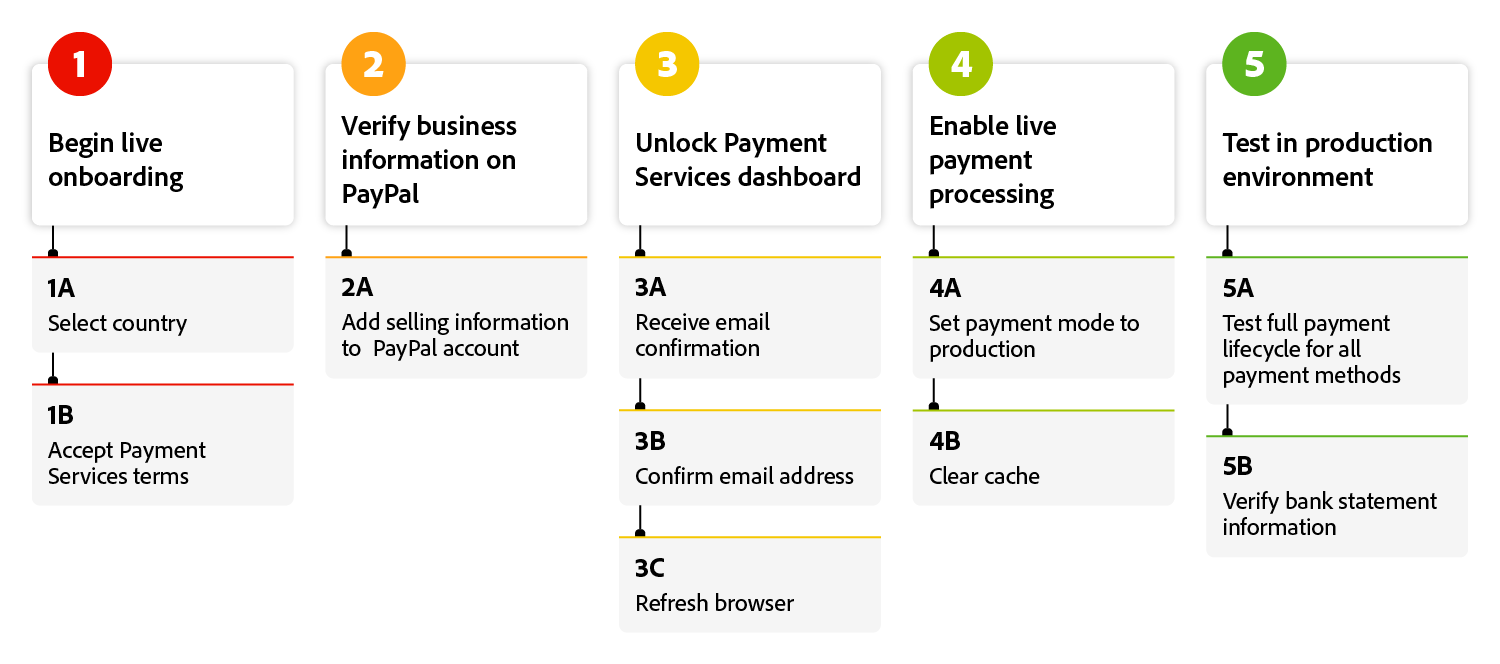 1
Begin live
onboarding
1A
Select country
1B
Accept Payment
Services terms
2
Verify business
information on
PayPal
2A
Add selling information
to  PayPal account
3
Unlock Payment
Services dashboard
3A
Receive email
confirmation
3B
Confirm email address
3C
Refresh browser
4
Enable live
payment
processing
4A
Set payment mode to
production
4B
Clear cache
5
Test in production
environment
5A
Test full payment
lifecycle for all
payment methods
5B
Verify bank statement
information